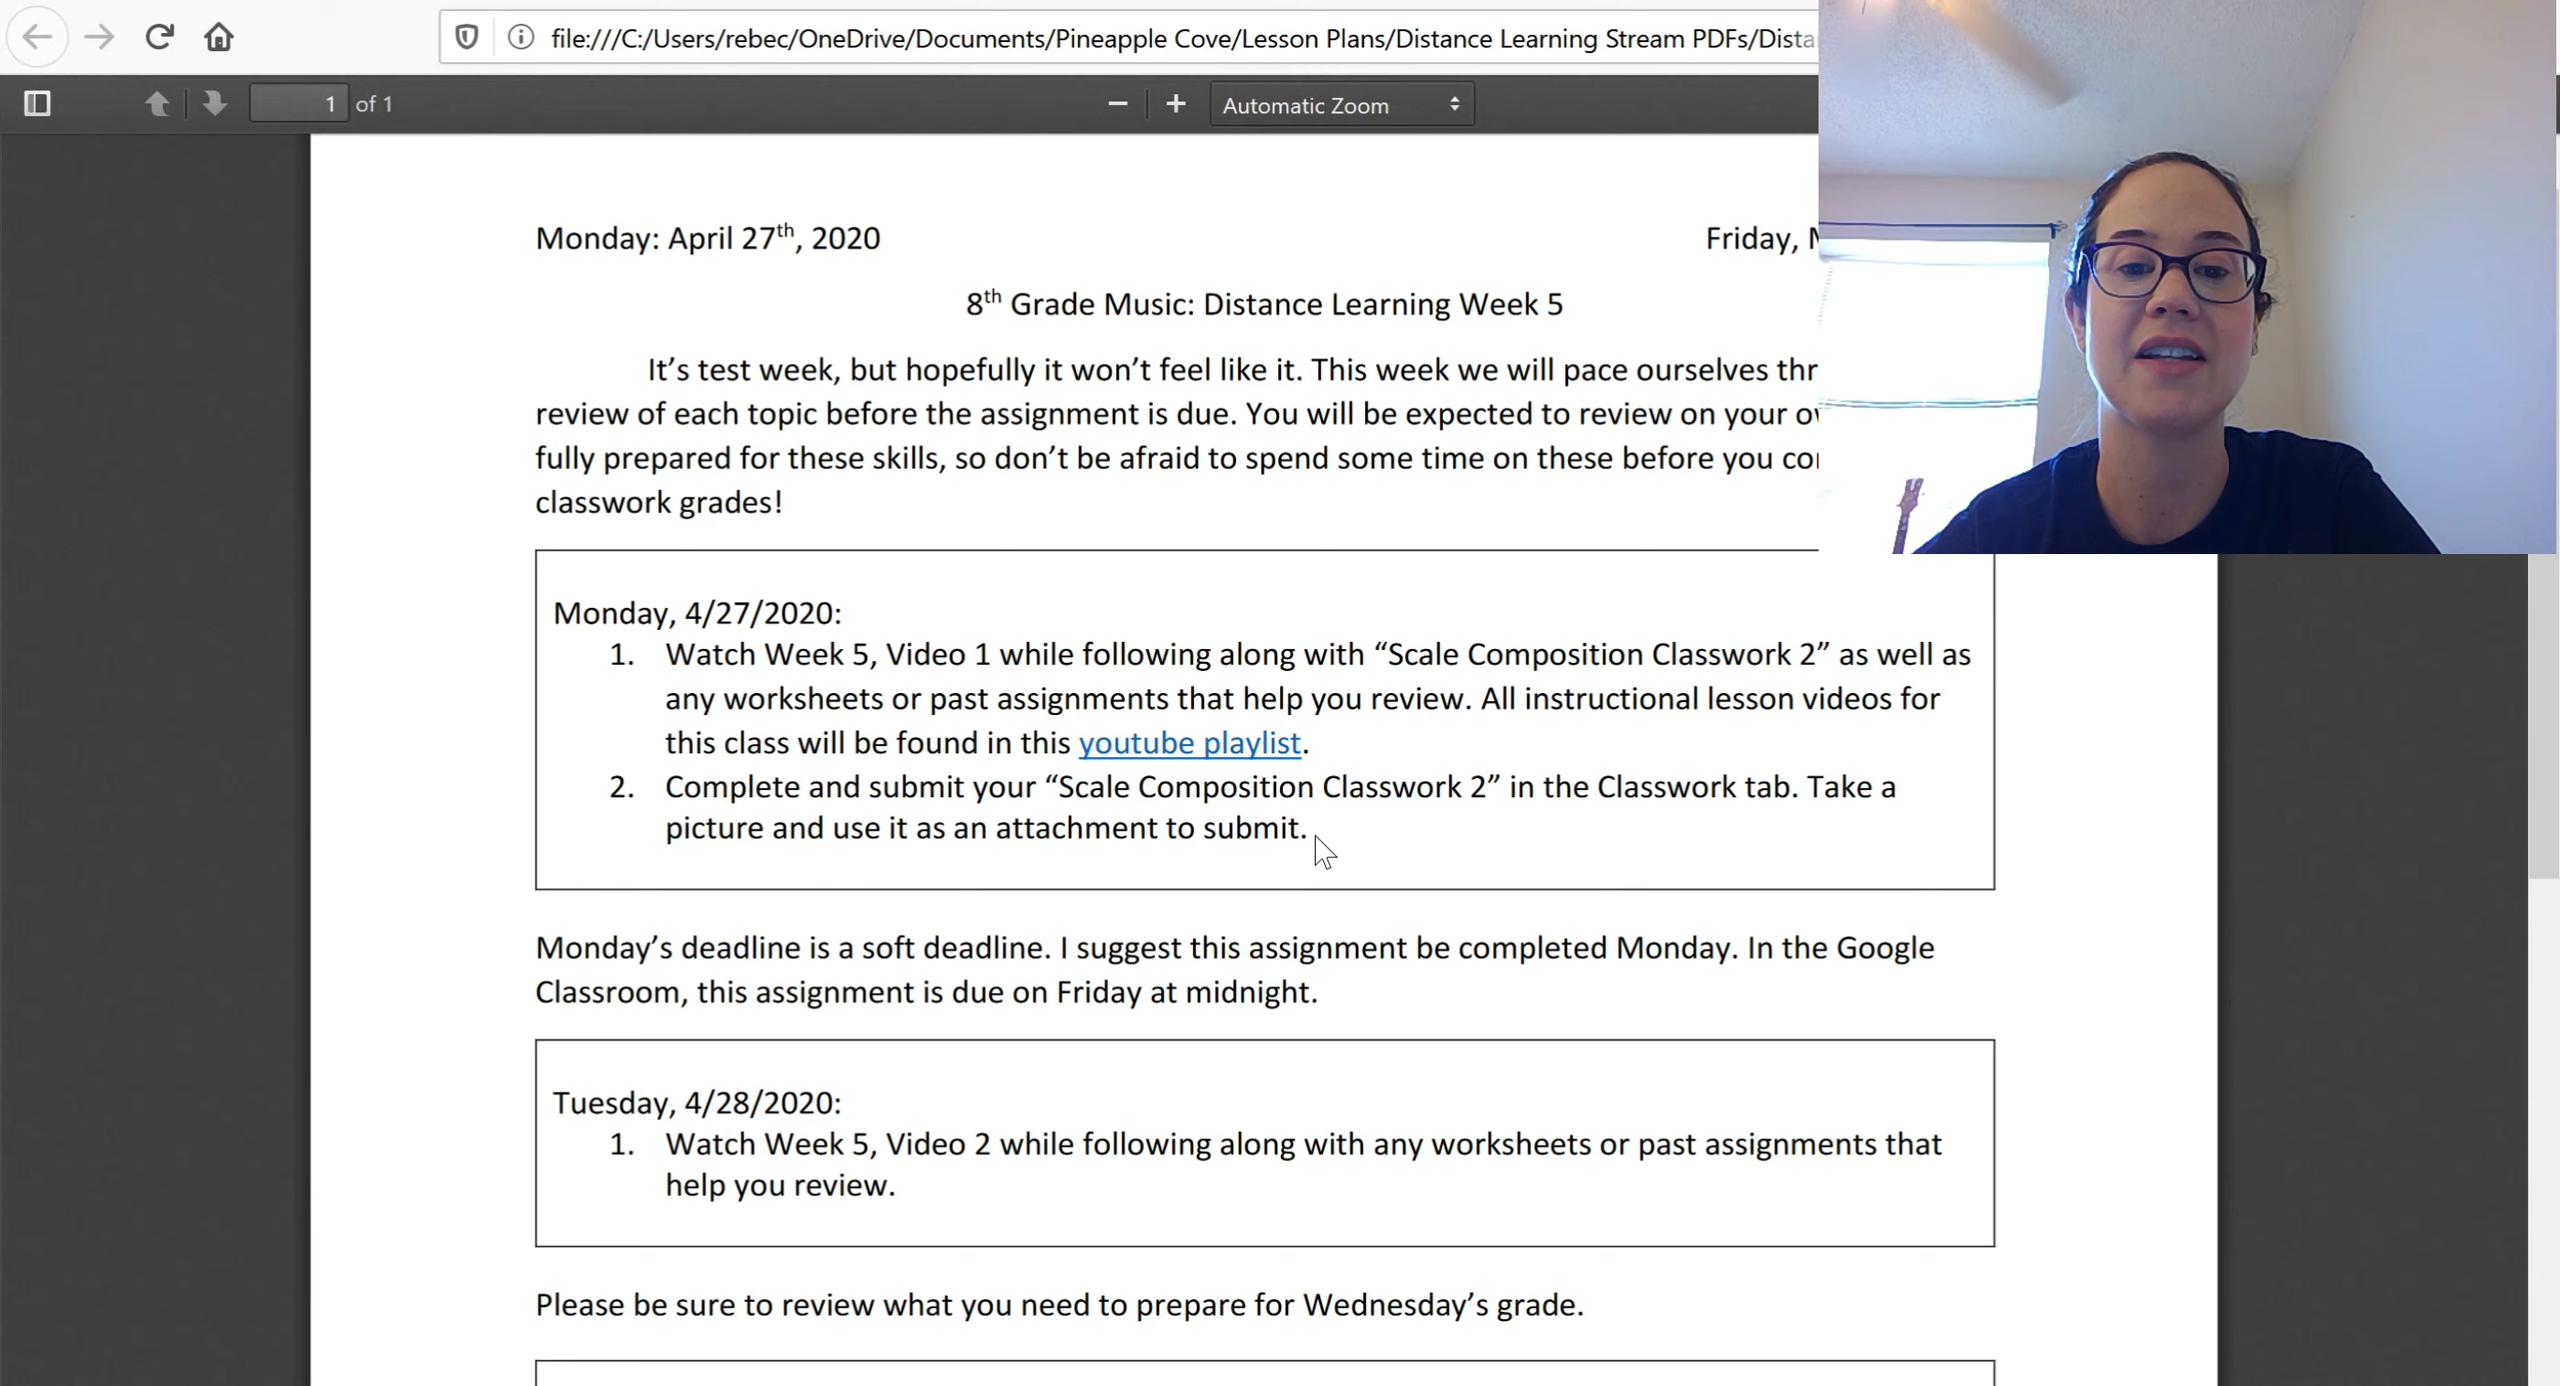 file:///C:/Users/rebec/OneDrive/Documents/Pineapple Cove/Lesson Plans/Distance Learning Stream PDFs/Dista
1 of 1
Automatic Zoom
Monday: April 27th, 2020 Friday,
8th Grade Music: Distance Learning Week 5
It’s test week, but hopefully it won’t feel like it. This week we will pace ourselves
review of each topic before the assignment is due. You will be expected to review on your
fully prepared for these skills, so don’t be afraid to spend some time on these before you
classwork grades!
Monday, 4/27/2020:
1. Watch Week 5, Video 1 while following along with “Scale Composition Classwork 2” as well as
any worksheets or past assignments that help you review. All instructional lesson videos for
this class will be found in this youtube playlist.
2. Complete and submit your “Scale Composition Classwork 2” in the Classwork tab. Take a
picture and use it as an attachment to submit.
Monday’s deadline is a soft deadline. I suggest this assignment be completed Monday. In the Google
Classroom, this assignment is due on Friday at midnight.
Tuesday, 4/28/2020:
1. Watch Week 5, Video 2 while following along with any worksheets or past assignments that
help you review.
Please be sure to review what you need to prepare for Wednesday’s grade.